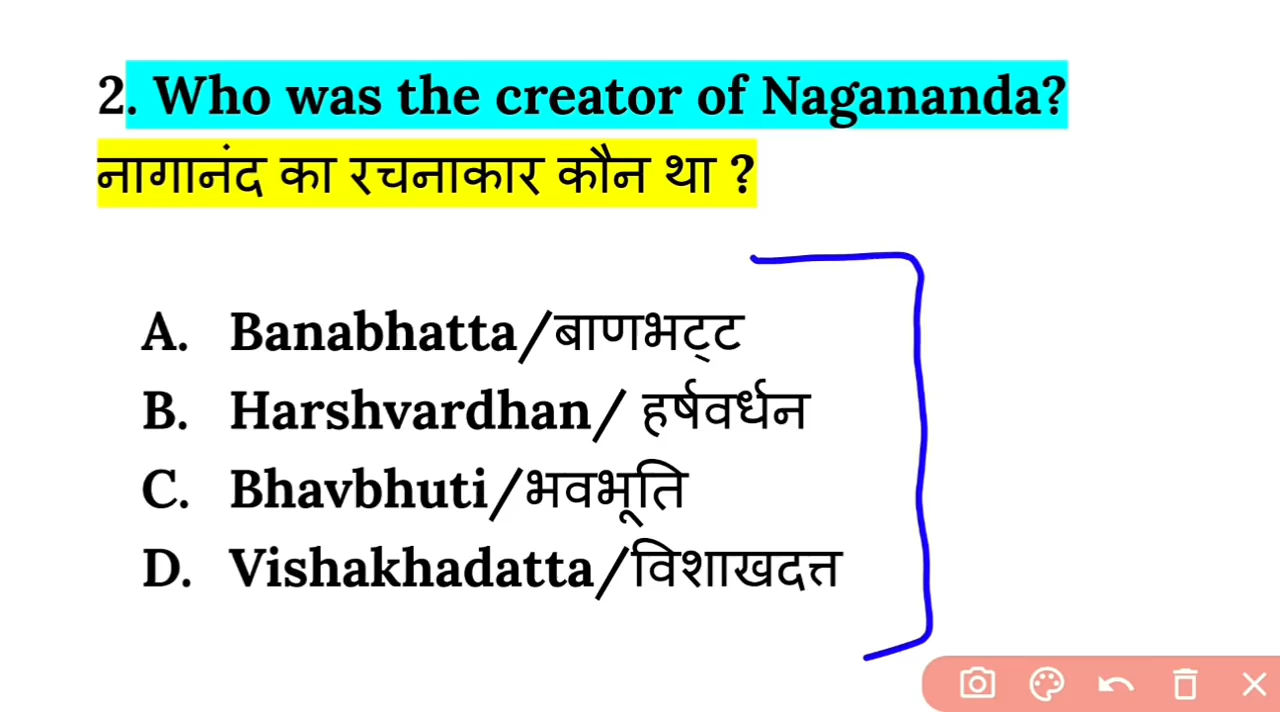 2. Who was the creator of Nagananda?
नागानंद का रचनाकार कौन था ?
A. Banabhatta/बाणभट्ट
B. Harshvardhan/ हर्षवर्धन
C. Bhavbhuti/भवभूति
D. Vishakhadatta/विशाखदत्त